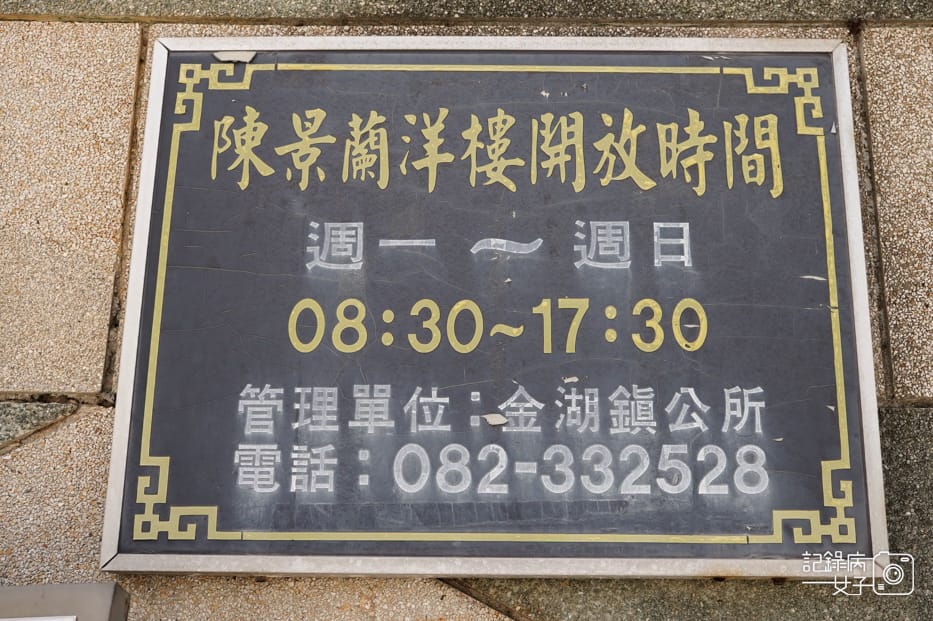 陳景蘭洋樓開放時間
週一～週日
08:30~17:30
管理單位：金湖鎮公所
電話：082-332528
記錄病
女子